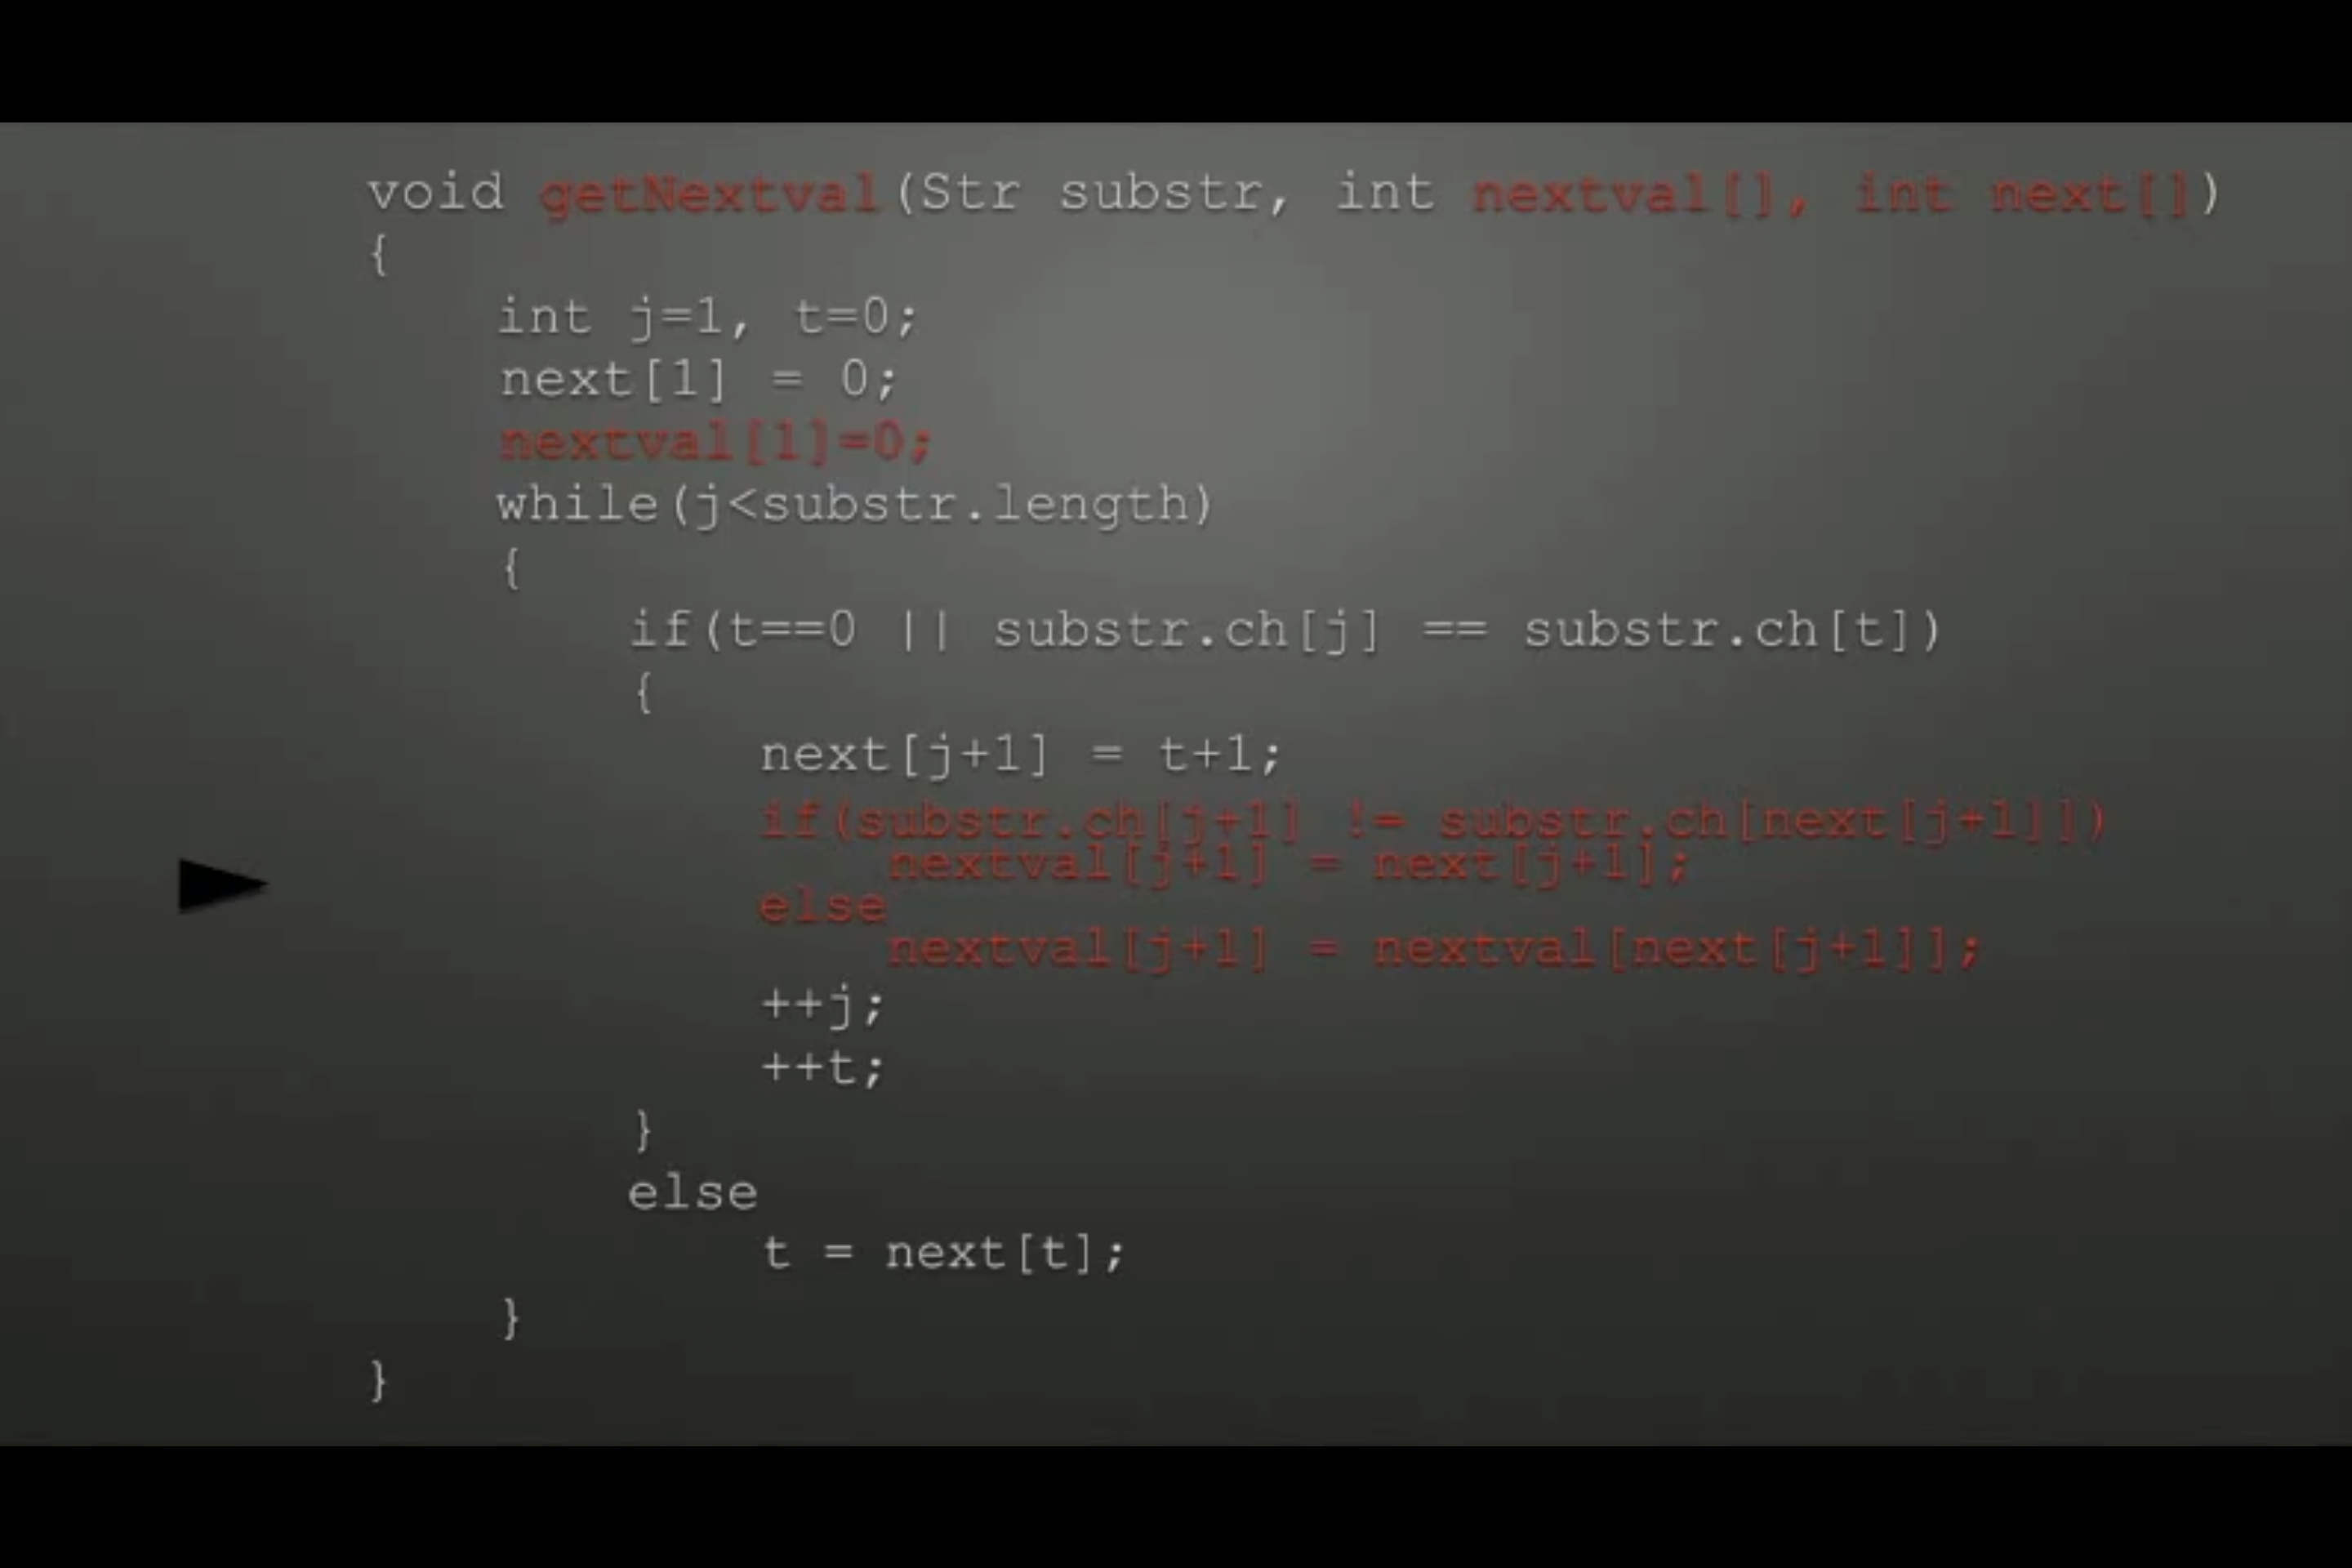 void getNextval(Str substr, int nextval[], int next[])
{
int j=1, t=0;
next[1] = 0;
nextval[1]=0;
while(j<substr.length)
{
if(t==0 || substr.ch[j] == substr.ch[t])
{
next[j+1] = t+1;
if(substr.ch[j+1] != substr.ch[next[j+1]])
nextval[j+1] = next[j+1];
else
nextval[j+1] = nextval[next[j+1]];
++j;
++t;
}
else
t = next[t];
}
}